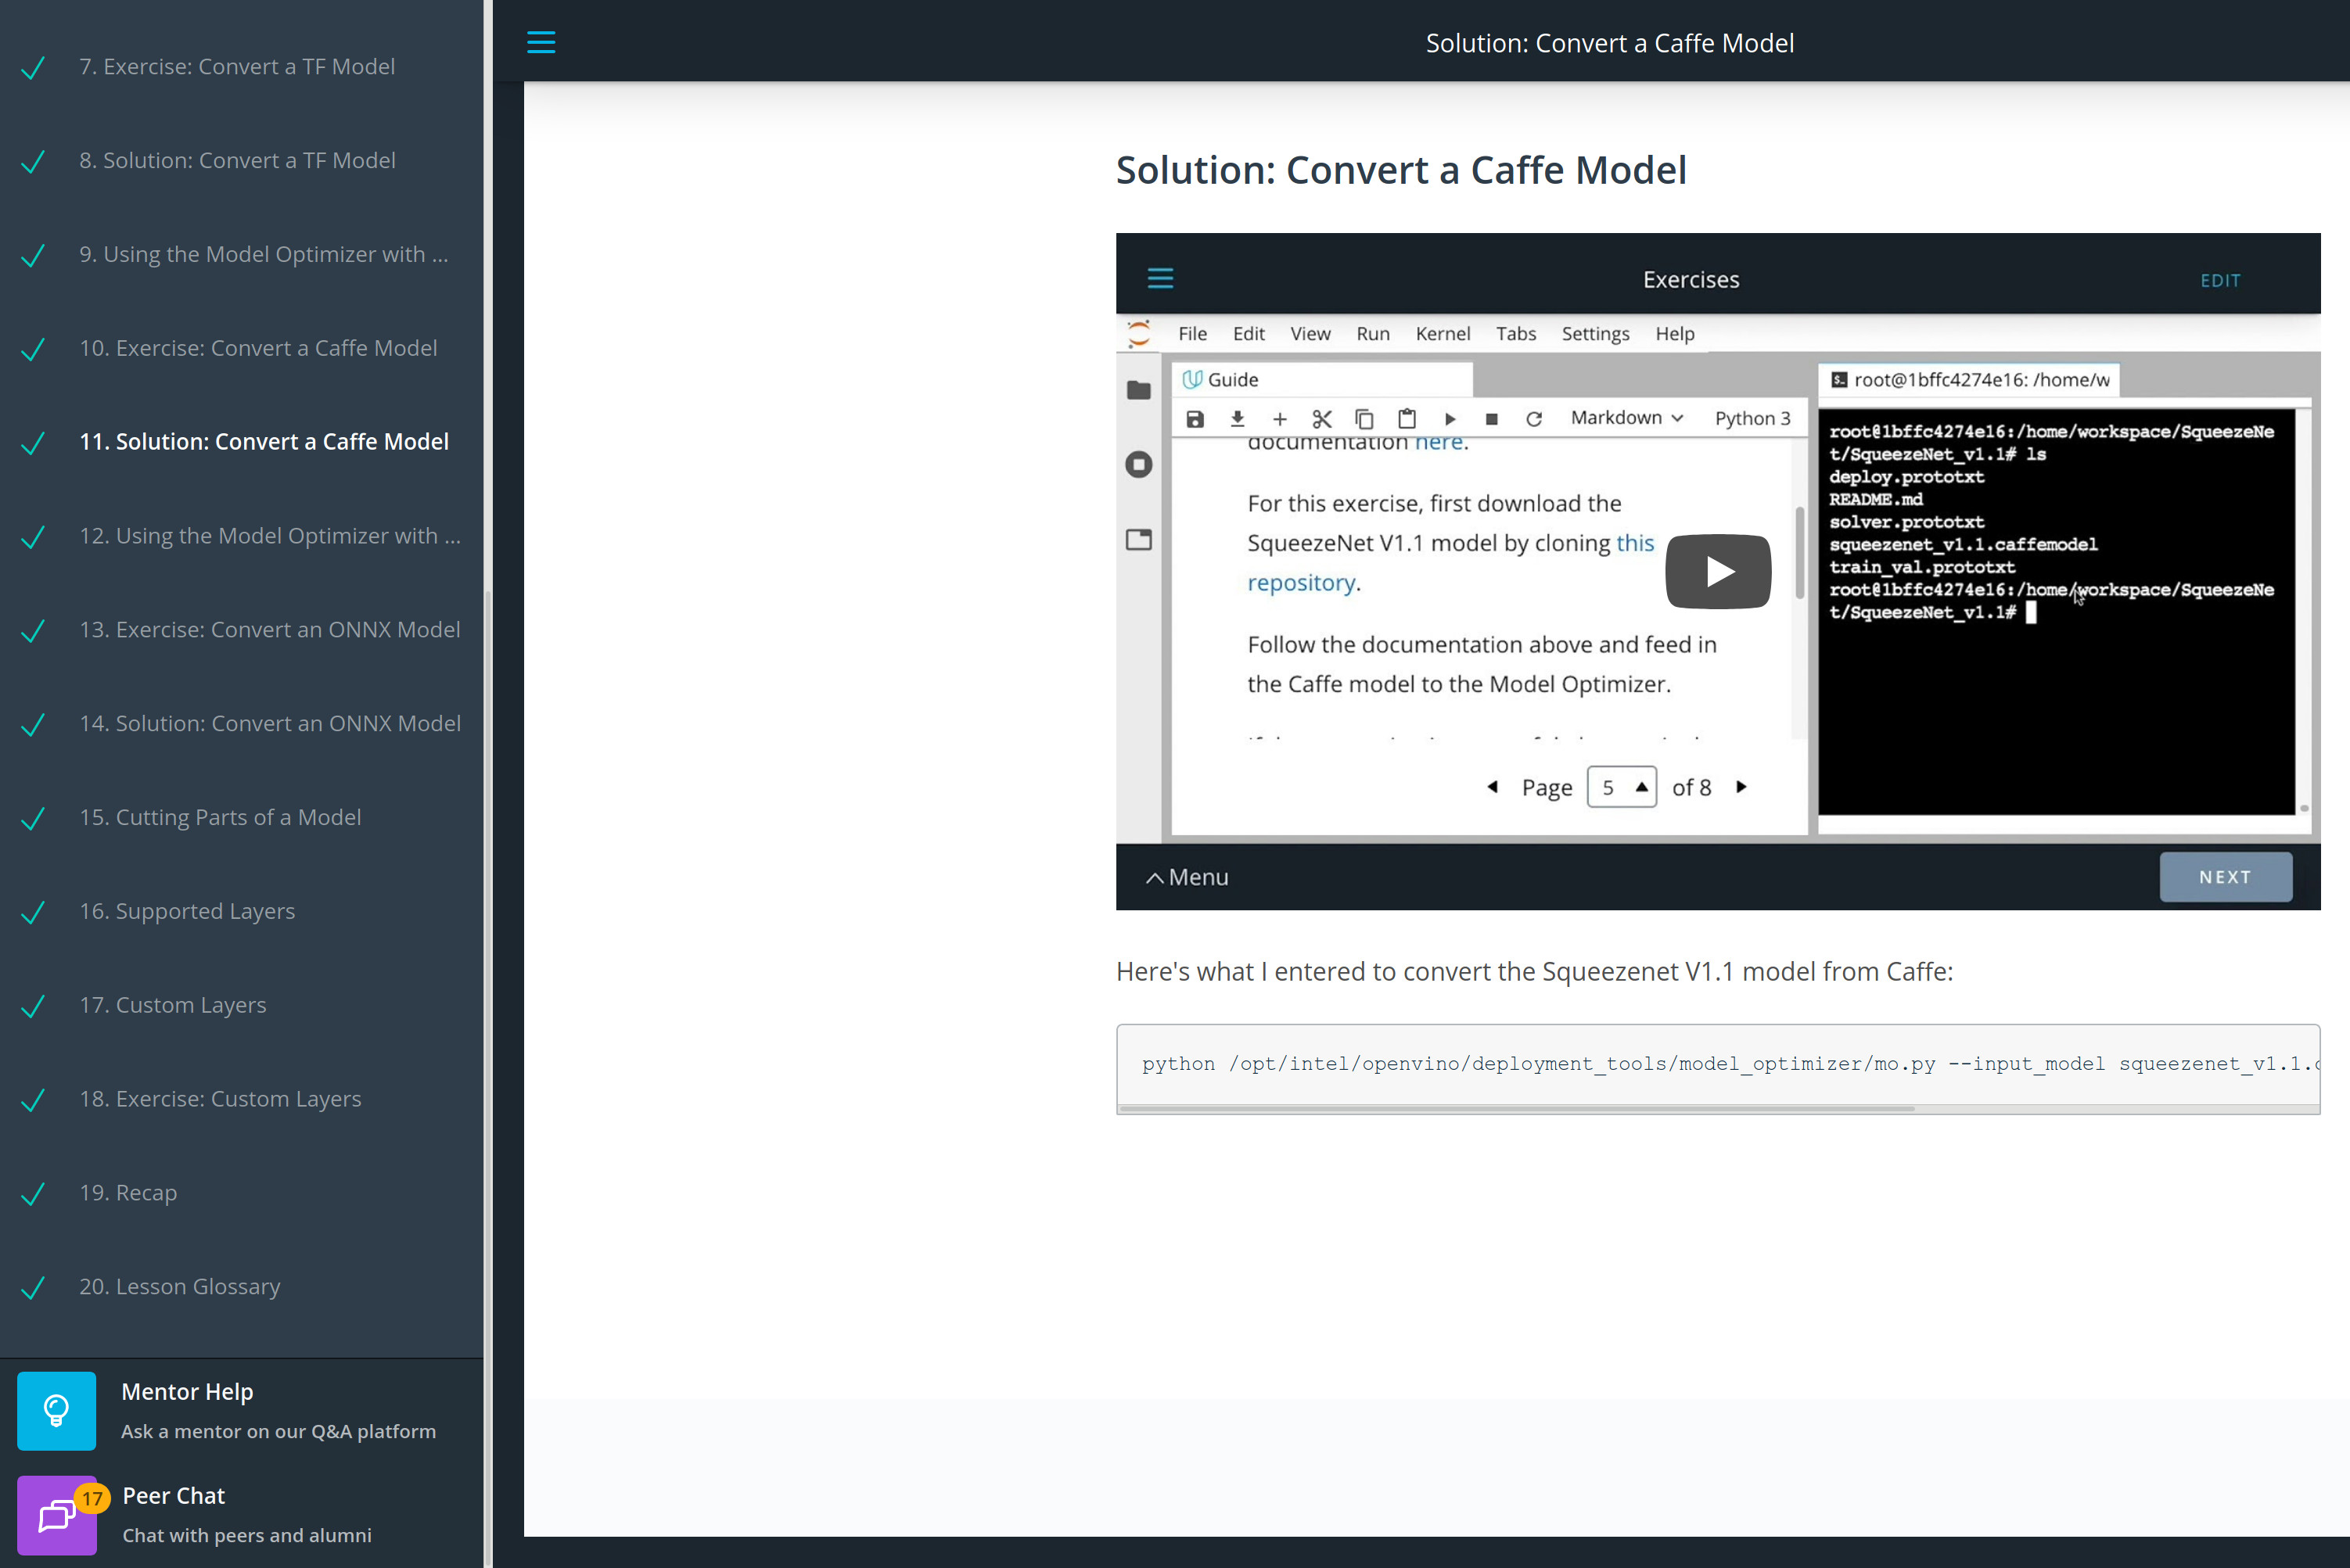 7. Exercise: Convert a TF Model
8. Solution: Convert a TF Model
9. Using the Model Optimizer with ...
10. Exercise: Convert a Caffe Model
11. Solution: Convert a Caffe Model
12. Using the Model Optimizer with ...
13. Exercise: Convert an ONNX Model
14. Solution: Convert an ONNX Model
15. Cutting Parts of a Model
16. Supported Layers
17. Custom Layers
18. Exercise: Custom Layers
19. Recap
20. Lesson Glossary
Mentor Help
Ask a mentor on our Q&A platform
17
Peer Chat
Chat with peers and alumni
Solution: Convert a Caffe Model
Solution: Convert a Caffe Model
Exercises
EDIT
File Edit View Run Kernel Tabs Settings Help
Guide
Markdown Python 3
documentation here.
For this exercise, first download the
SqueezeNet V1.1 model by cloning this
repository.
Follow the documentation above and feed in
the Caffe model to the Model Optimizer.
Page 5 of 8
root@1bffc4274e16: /home/w
root@1bffc4274e16:/home/workspace/SqueezeNe
t/SqueezeNet_v1.1# ls
deploy.prototxt
README.md
solver.prototxt
squeezenet_v1.1.caffemodel
train_val.prototxt
root@1bffc4274e16:/home/workspace/SqueezeNe
t/SqueezeNet_v1.1#
Menu
NEXT
Here's what I entered to convert the Squeezenet V1.1 model from Caffe:
python /opt/intel/openvino/deployment_tools/model_optimizer/mo.py --input_model squeezenet_v1.1.c